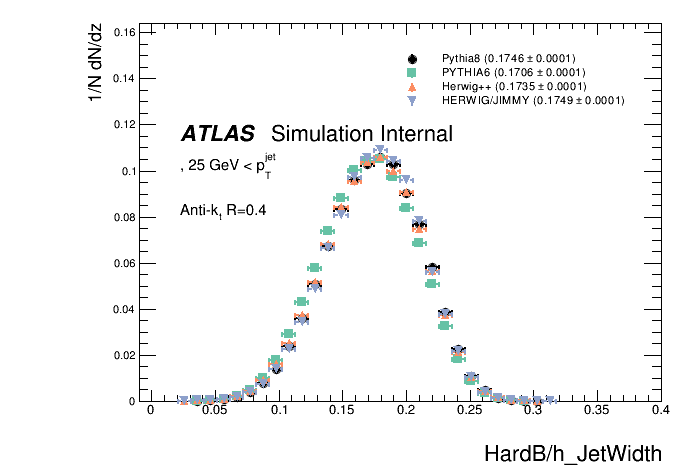 1/N dN/dz
0.16
0.14
0.12
0.1
0.08
0.06
0.04
0.02
0
Pythia8 (0.1746 ± 0.0001)
PYTHIA6 (0.1706 ± 0.0001)
Herwig++ (0.1735 ± 0.0001)
HERWIG/JIMMY (0.1749 ± 0.0001)
ATLAS Simulation Internal
, 25 GeV < p_T^jet
Anti-k_t R=0.4
0 0.05 0.1 0.15 0.2 0.25 0.3 0.35 0.4
HardB/h_JetWidth